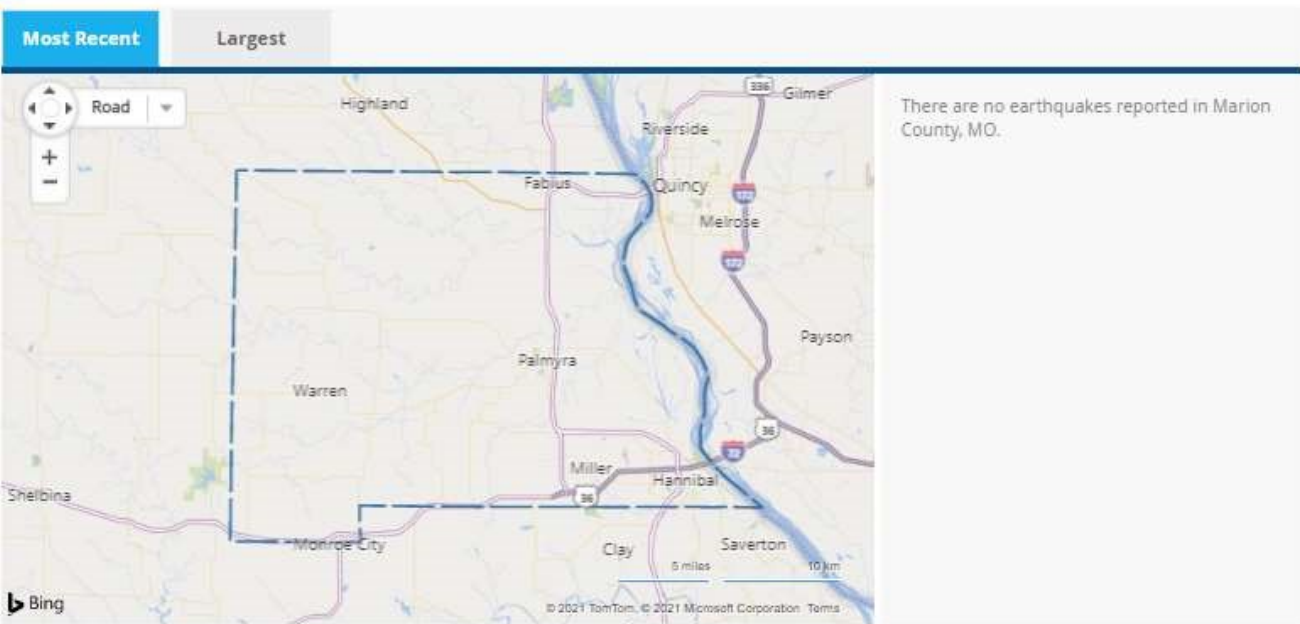 Most Recent
Largest
Road
Highland
336
Gilmer
Riverside
Fabius
Quincy
172
Melrose
172
Payson
Palmyra
Warren
36
72
Miller
Hannibal
36
Shelbina
Monroe City
Clay
Saverton
5 miles
10 km
Bing
© 2021 TomTom, © 2021 Microsoft Corporation Terms
There are no earthquakes reported in Marion
County, MO.